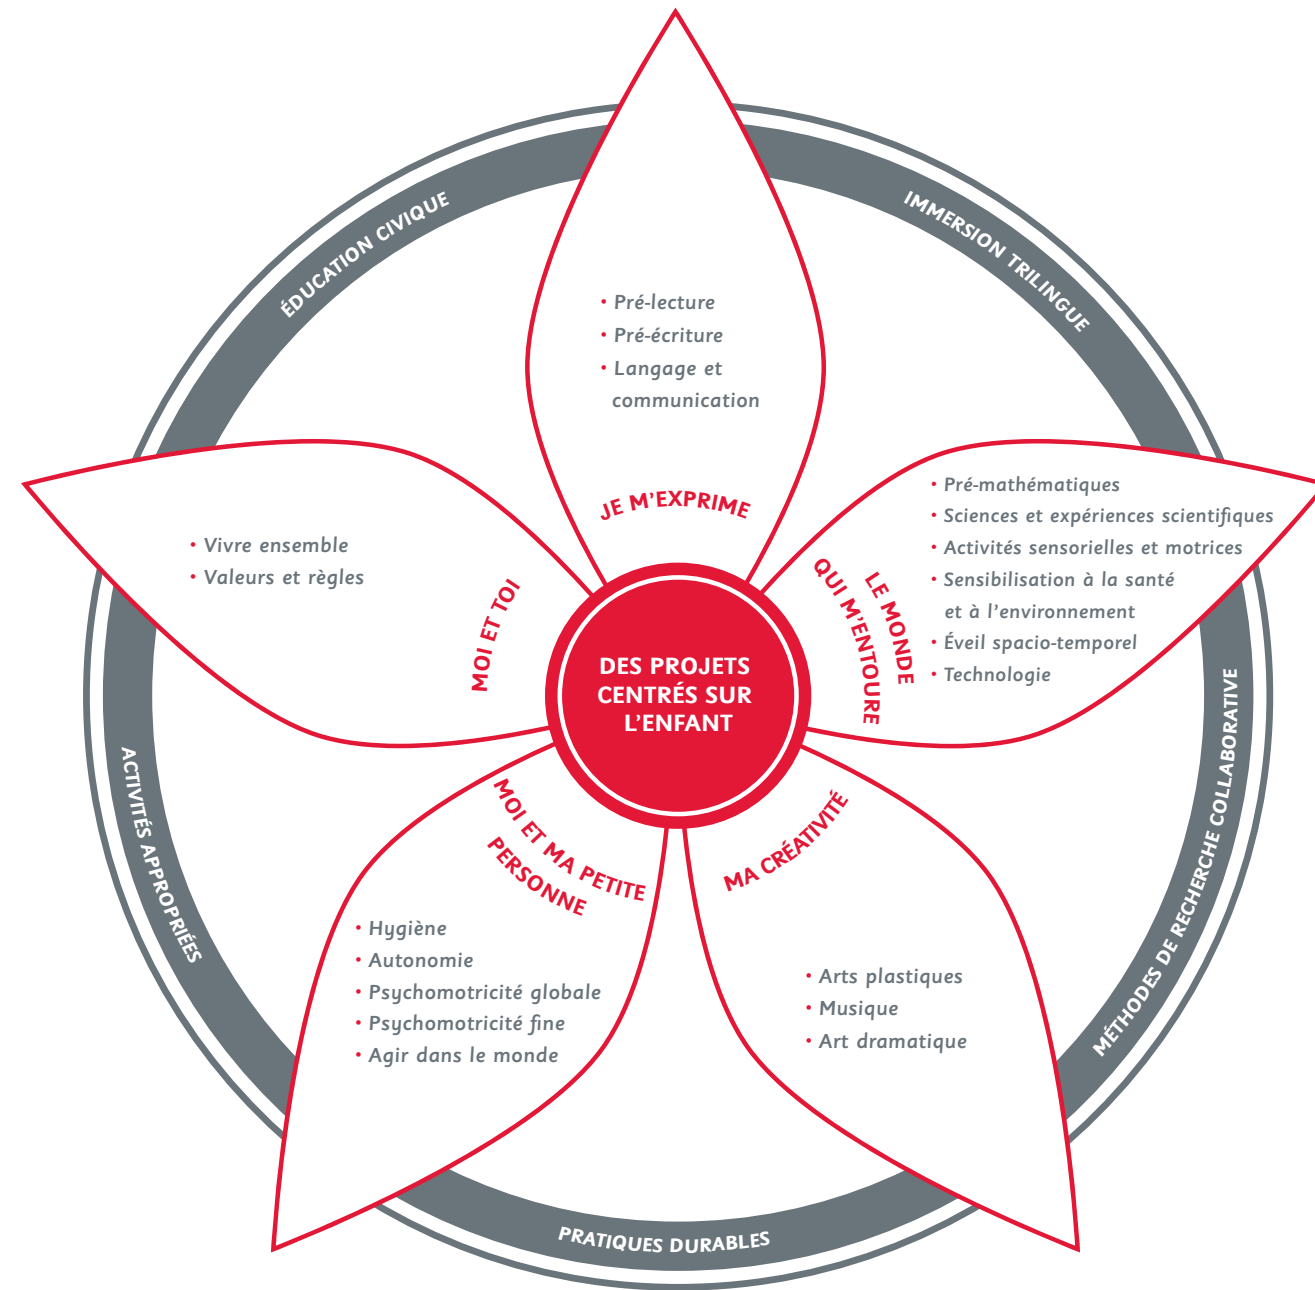 ÉDUCATION CIVIQUE
IMMERSION TRILINGUE
• Pré-lecture
• Pré-écriture
• Langage et
communication
JE M'EXPRIME
• Pré-mathématiques
• Sciences et expériences scientifiques
• Activités sensorielles et motrices
• Sensibilisation à la santé
et à l'environnement
• Éveil spacio-temporel
• Technologie
LE MONDE
QUI M'ENTOURE
• Vivre ensemble
• Valeurs et règles
MOI ET TOI
DES PROJETS
CENTRÉS SUR
L'ENFANT
ACTIVITÉS APPROPRIÉES
MÉTHODES DE RECHERCHE COLLABORATIVE
MOI ET MA PETITE
PERSONNE
• Hygiène
• Autonomie
• Psychomotricité globale
• Psychomotricité fine
• Agir dans le monde
MA CRÉATIVITÉ
• Arts plastiques
• Musique
• Art dramatique
PRATIQUES DURABLES